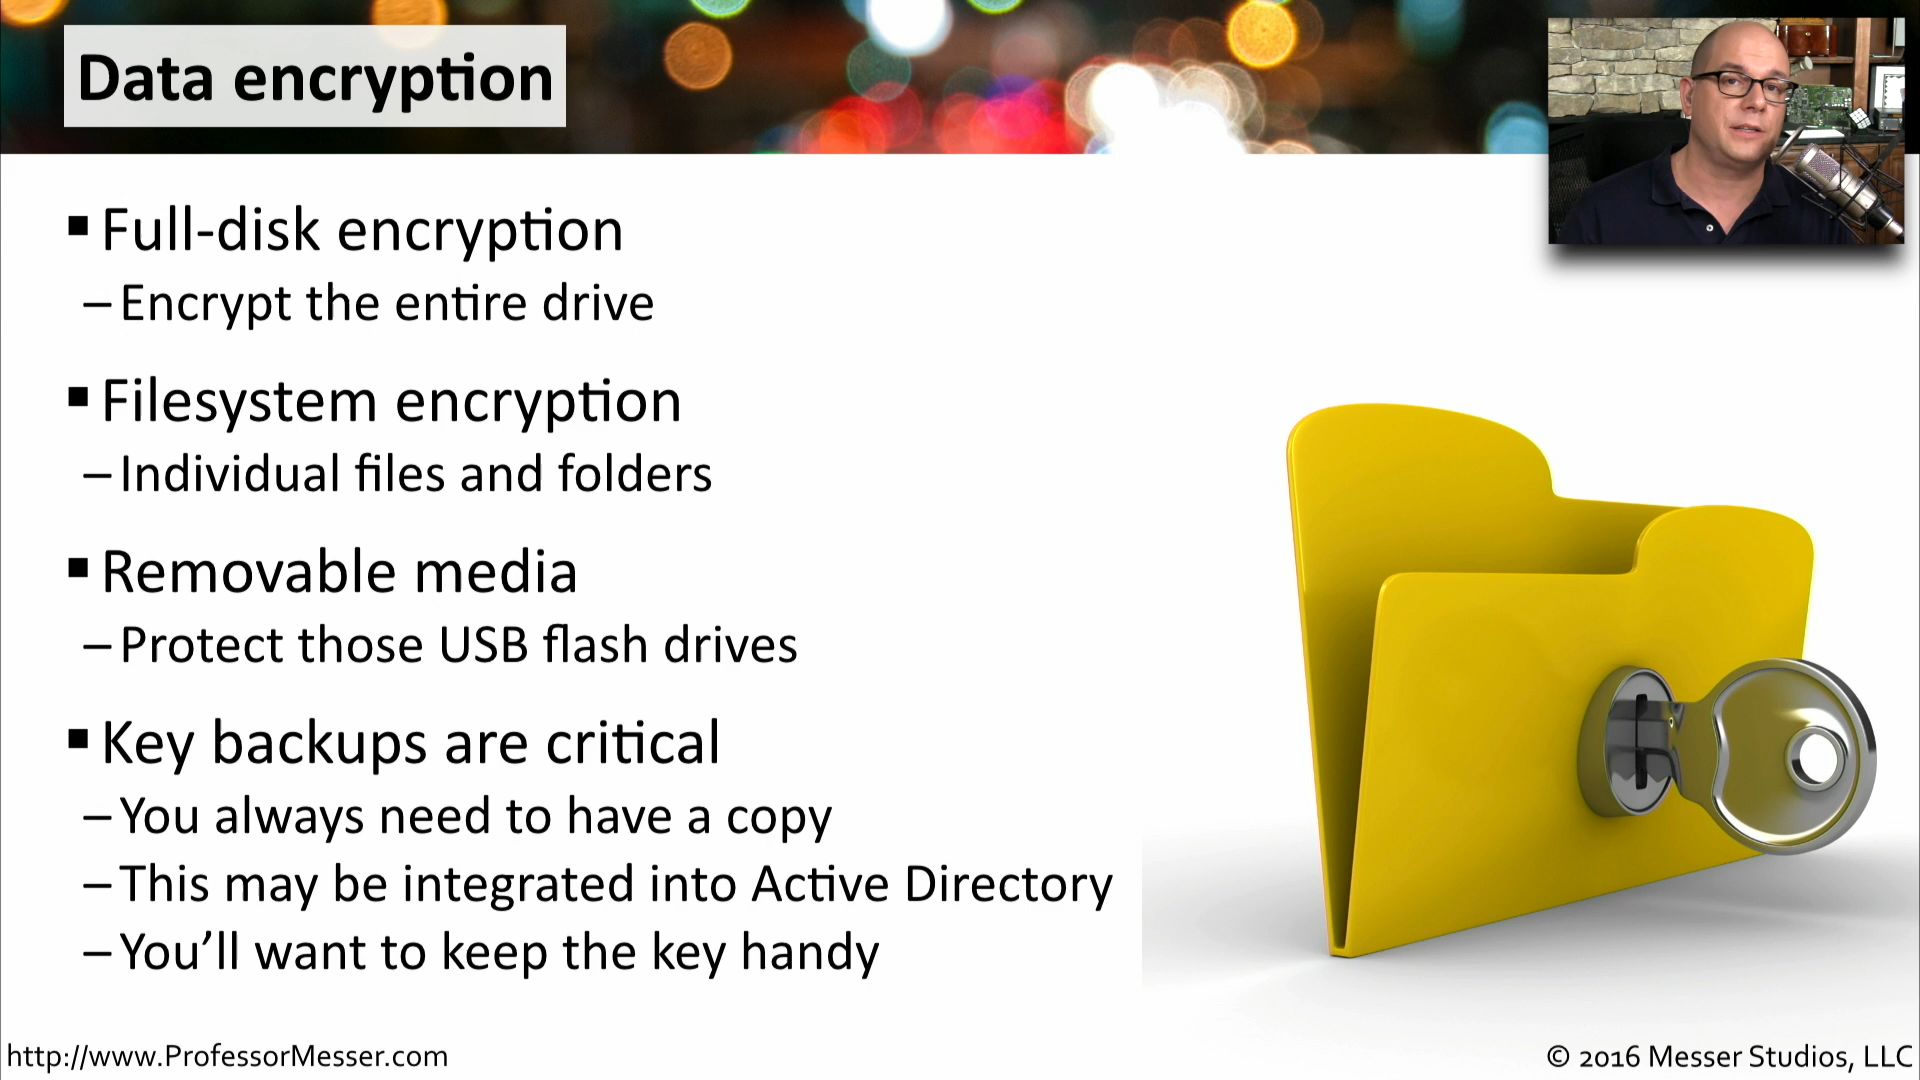 Data encryption
▪ Full-disk encryption
– Encrypt the entire drive
▪ Filesystem encryption
– Individual files and folders
▪ Removable media
– Protect those USB flash drives
▪ Key backups are critical
– You always need to have a copy
– This may be integrated into Active Directory
– You’ll want to keep the key handy
http://www.ProfessorMesser.com
© 2016 Messer Studios, LLC